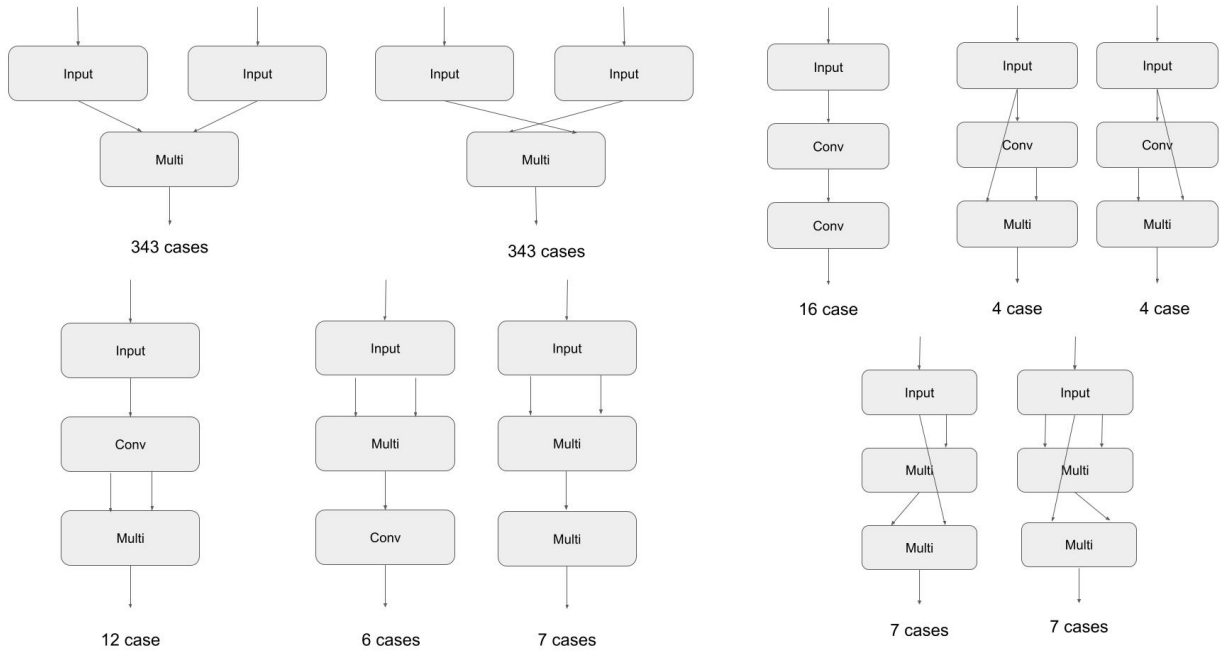 Input
Input
Multi
343 cases
Input
Input
Multi
343 cases
Input
Conv
Conv
16 case
Input
Conv
Multi
4 case
Input
Conv
Multi
4 case
Input
Conv
Multi
12 case
Input
Multi
Conv
6 cases
Input
Multi
Multi
7 cases
Input
Multi
Multi
7 cases
Input
Multi
Multi
7 cases